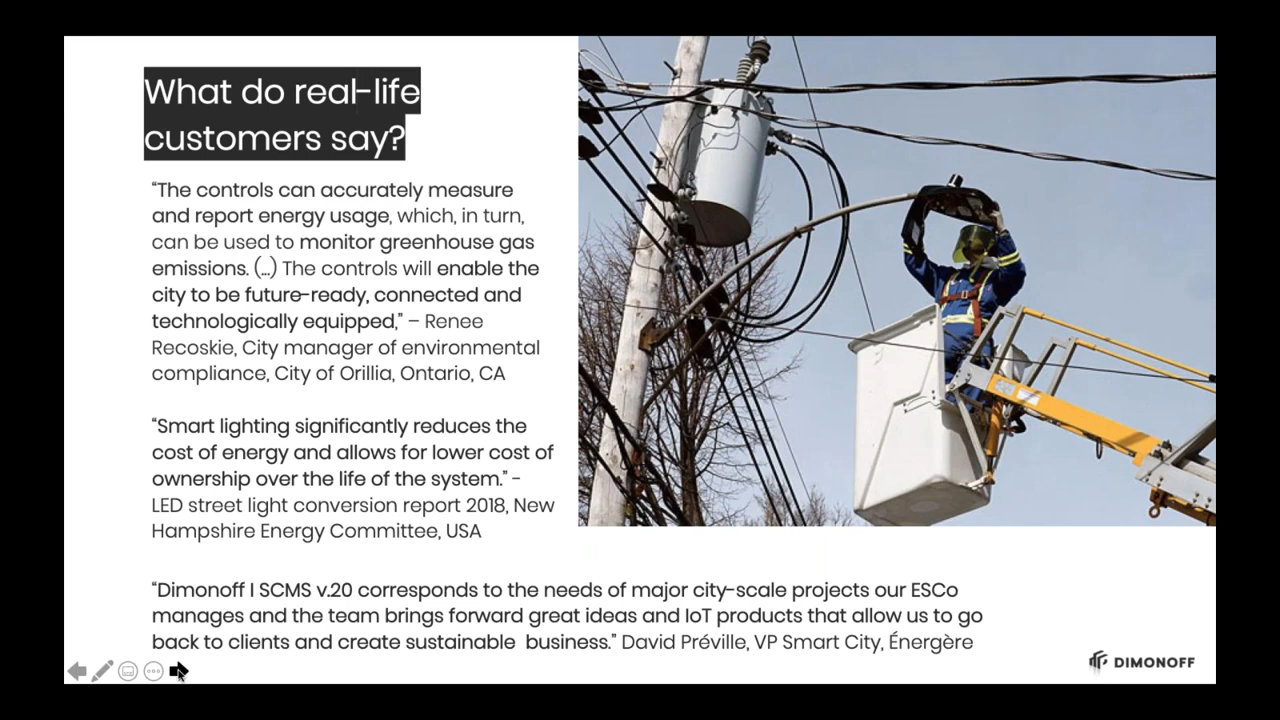 What do real-life
customers say?
“The controls can accurately measure
and report energy usage, which, in turn,
can be used to monitor greenhouse gas
emissions. (...) The controls will enable the
city to be future-ready, connected and
technologically equipped,” – Renee
Recoskie, City manager of environmental
compliance, City of Orillia, Ontario, CA
“Smart lighting significantly reduces the
cost of energy and allows for lower cost of
ownership over the life of the system.” -
LED street light conversion report 2018, New
Hampshire Energy Committee, USA
“Dimonoff I SCMS v.20 corresponds to the needs of major city-scale projects our ESCo
manages and the team brings forward great ideas and IoT products that allow us to go
back to clients and create sustainable  business.” David Préville, VP Smart City, Énergère
DIMONOFF